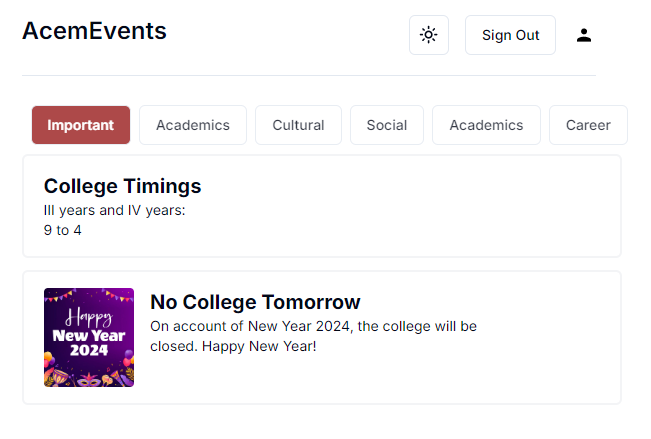 AcemEvents
Sign Out
Important
Academics
Cultural
Social
Academics
Career
College Timings
III years and IV years:
9 to 4
Happy
New Year
2024
No College Tomorrow
On account of New Year 2024, the college will be
closed. Happy New Year!